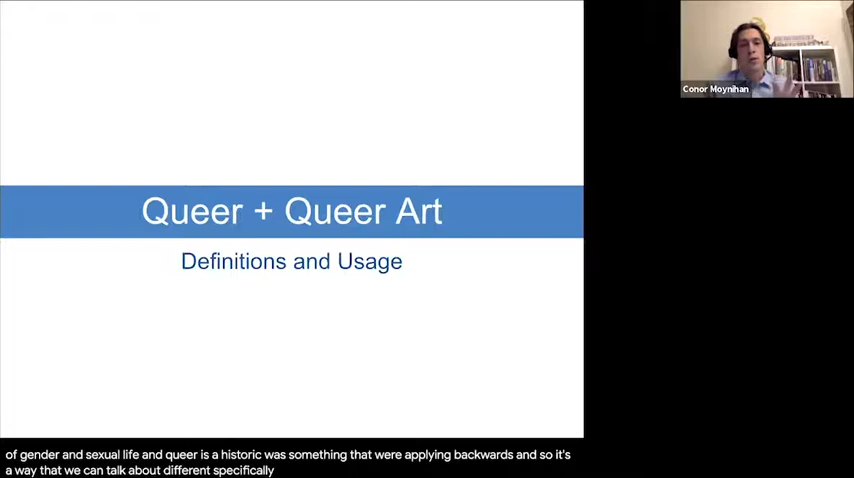 Conor Moynihan
Queer + Queer Art
Definitions and Usage
of gender and sexual life and queer is a historic was something that were applying backwards and so it's
a way that we can talk about different specifically